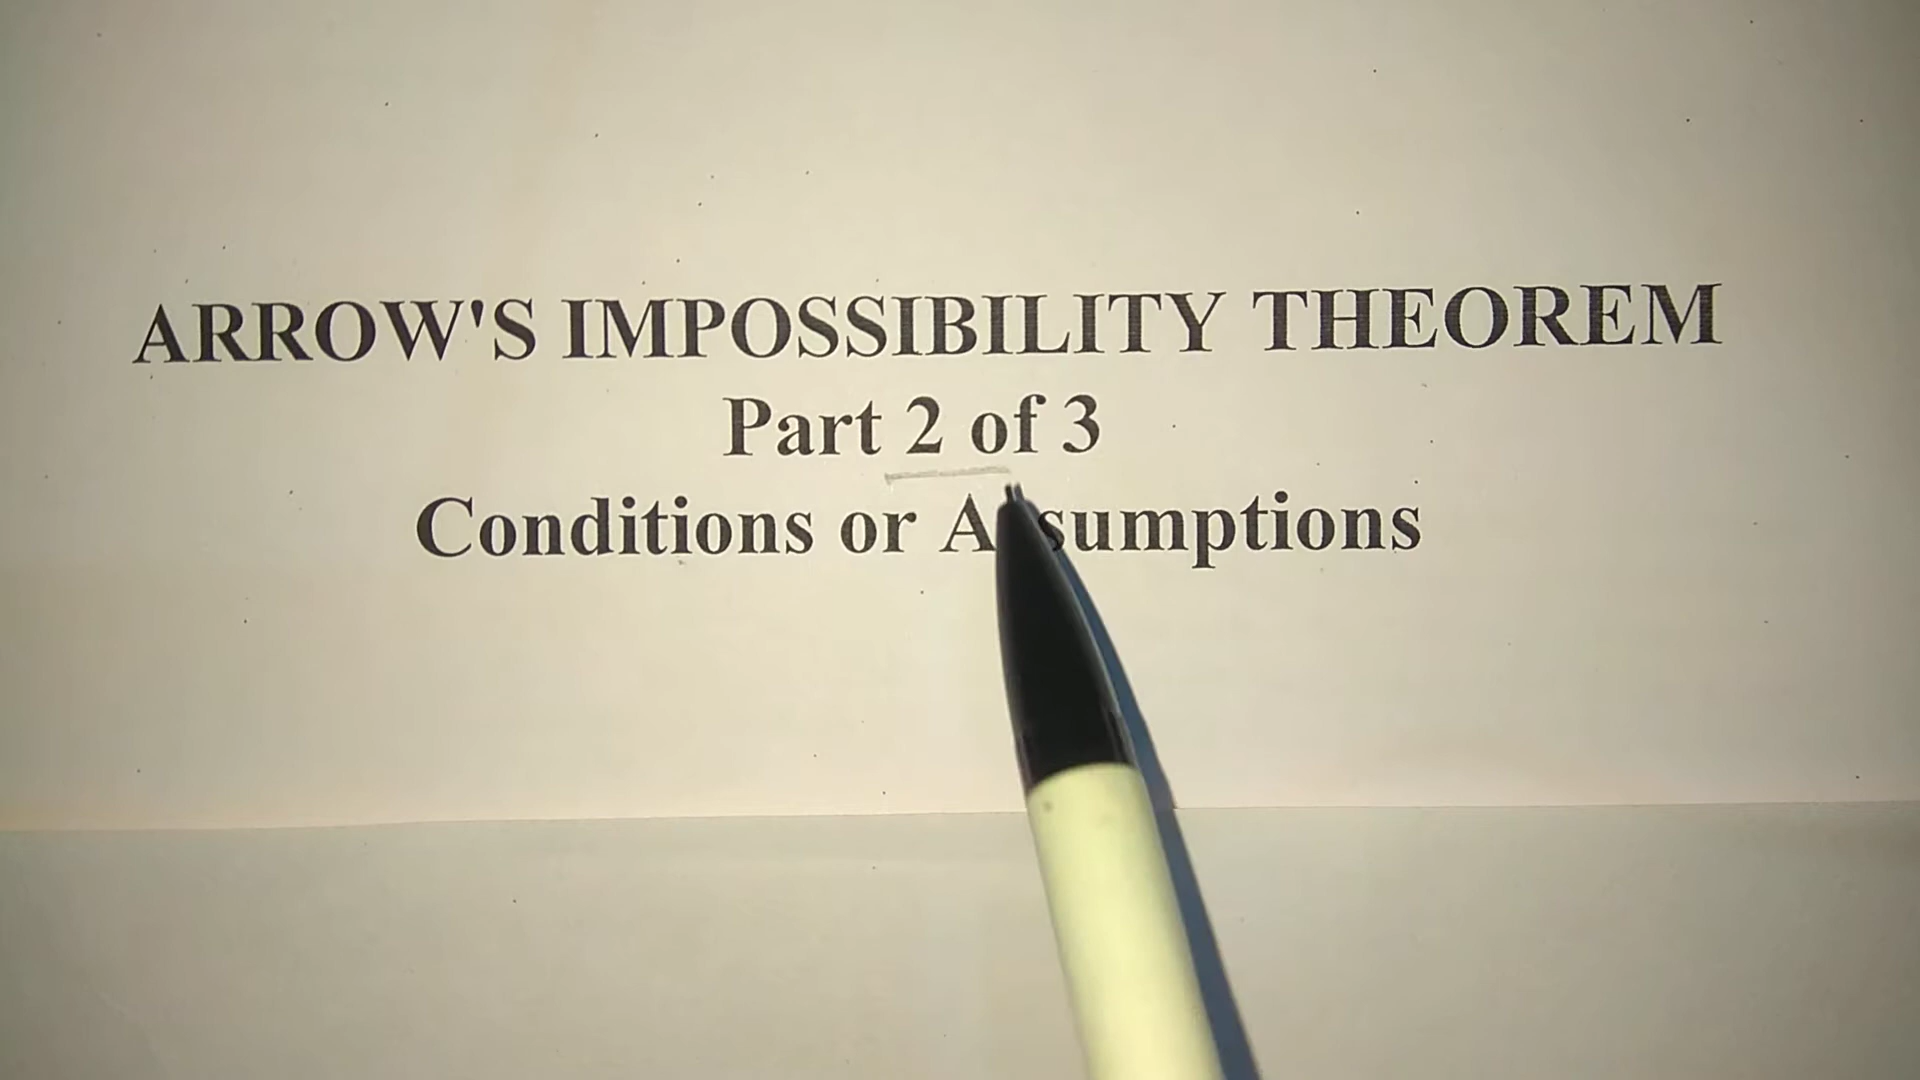 ARROW'S IMPOSSIBILITY THEOREM
Part 2 of 3
Conditions or Assumptions